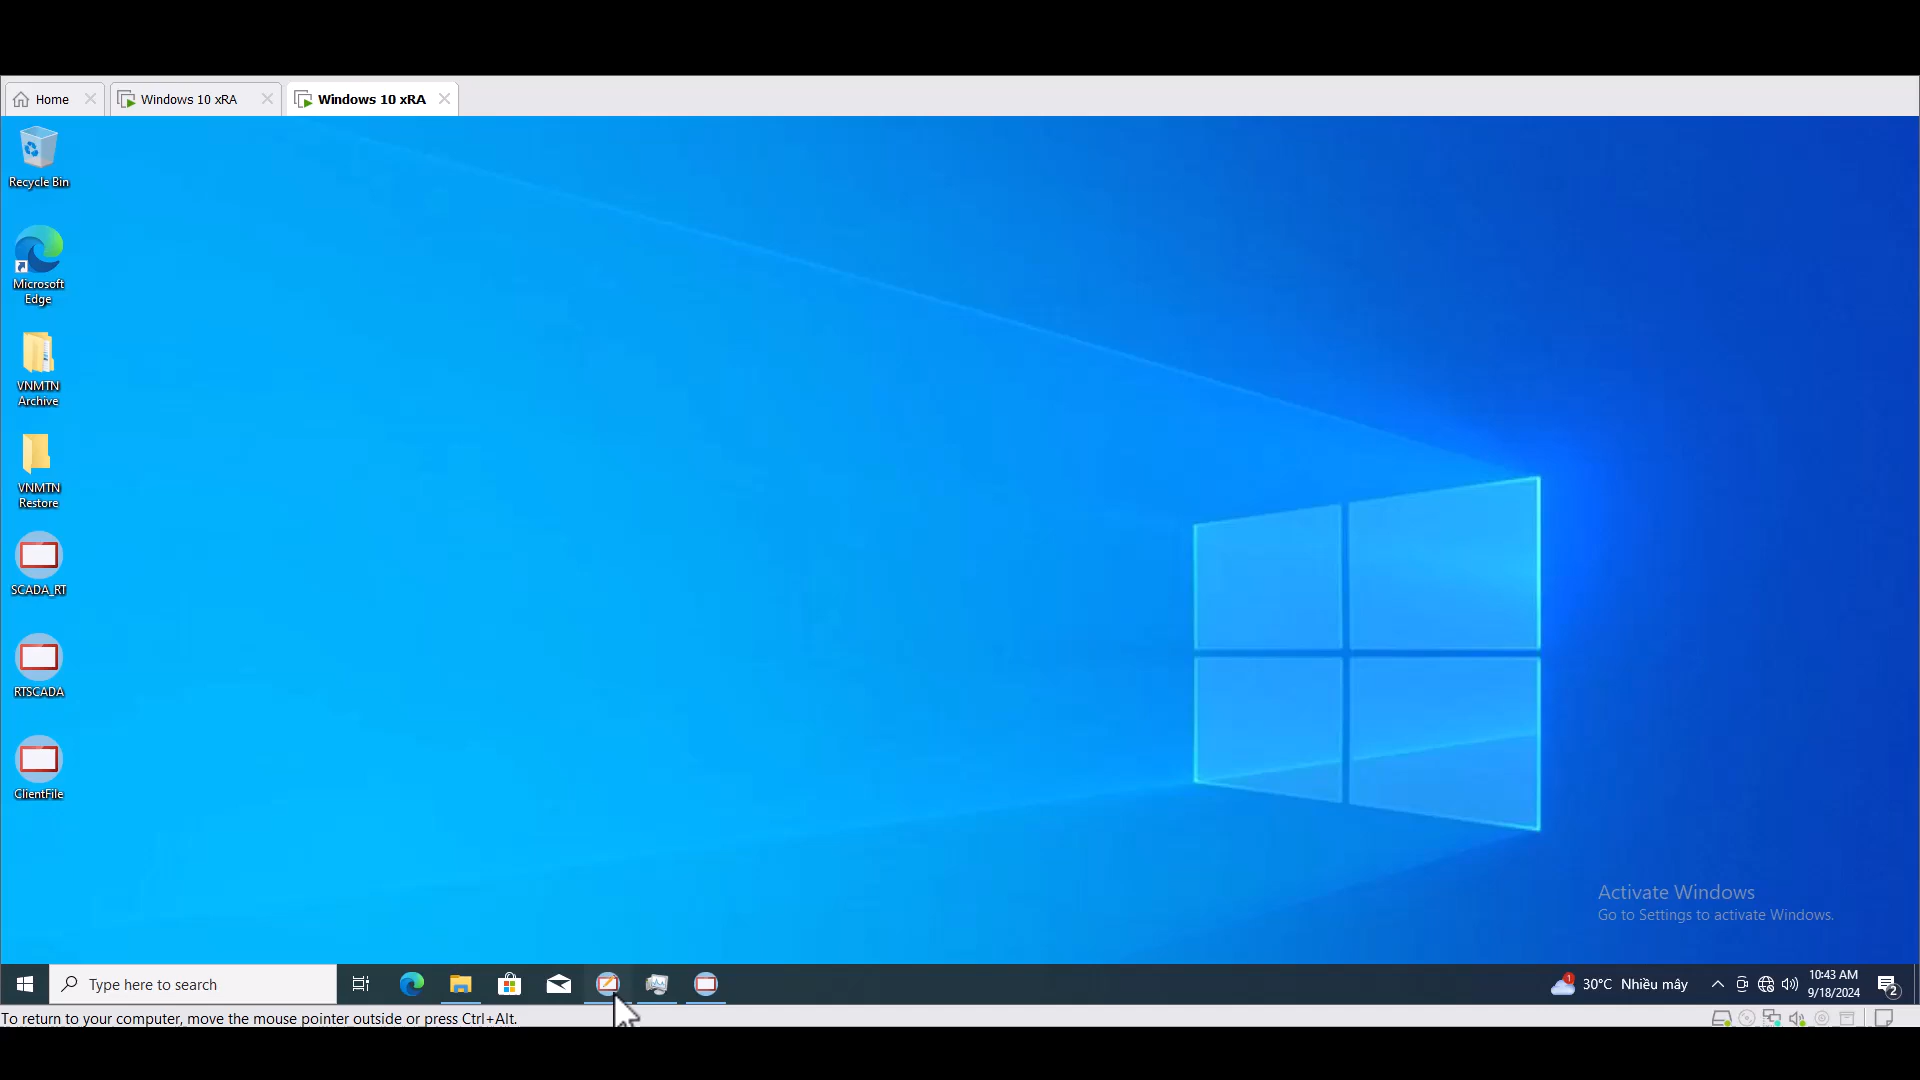 Home
Windows 10 xRA
Windows 10 xRA
Recycle Bin
Microsoft
Edge
VNMTN
Archive
VNMTN
Restore
SCADA_RT
RTSCADA
ClientFile
Activate Windows
Go to Settings to activate Windows.
Type here to search
1
30°C Nhiều mây
10:43 AM
9/18/2024
2
To return to your computer, move the mouse pointer outside or press Ctrl+Alt.